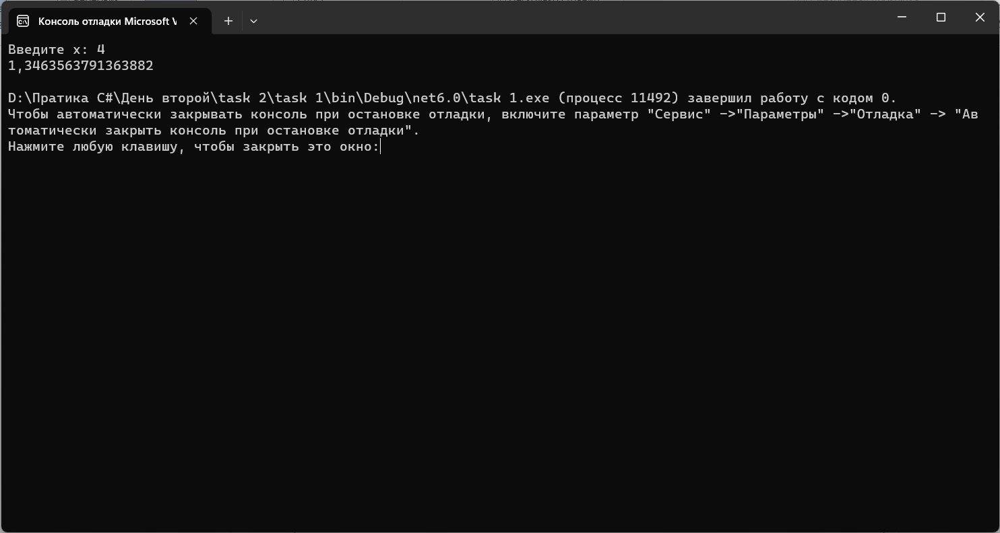 Консоль отладки Microsoft V
Введите x: 4
1,3463563791363882
D:\Пратика C#\День второй\task 2\task 1\bin\Debug\net6.0\task 1.exe (процесс 11492) завершил работу с кодом 0.
Чтобы автоматически закрывать консоль при остановке отладки, включите параметр "Сервис" ->"Параметры" ->"Отладка" -> "Ав
томатически закрыть консоль при остановке отладки".
Нажмите любую клавишу, чтобы закрыть это окно: